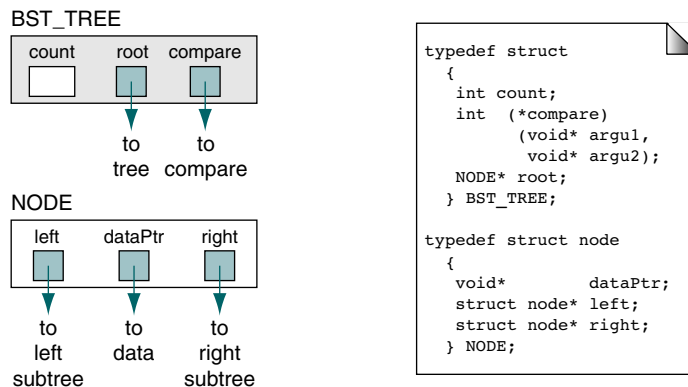 BST_TREE
count root compare
to to
tree compare
NODE
left dataPtr right
to to to
left data right
subtree subtree
typedef struct
{
int count;
int (*compare)
(void* argu1,
void* argu2);
NODE* root;
} BST_TREE;
typedef struct node
{
void* dataPtr;
struct node* left;
struct node* right;
} NODE;